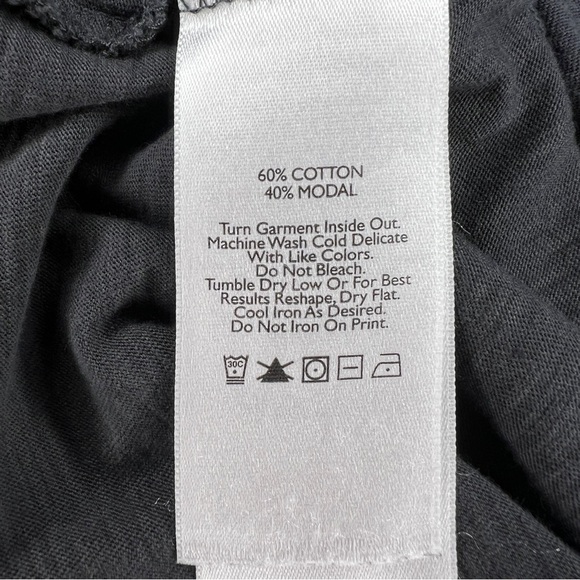 60% COTTON
40% MODAL
Turn Garment Inside Out.
Machine Wash Cold Delicate
With Like Colors.
Do Not Bleach.
Tumble Dry Low Or For Best
Results Reshape, Dry Flat.
Cool Iron As Desired.
Do Not Iron On Print.
30C